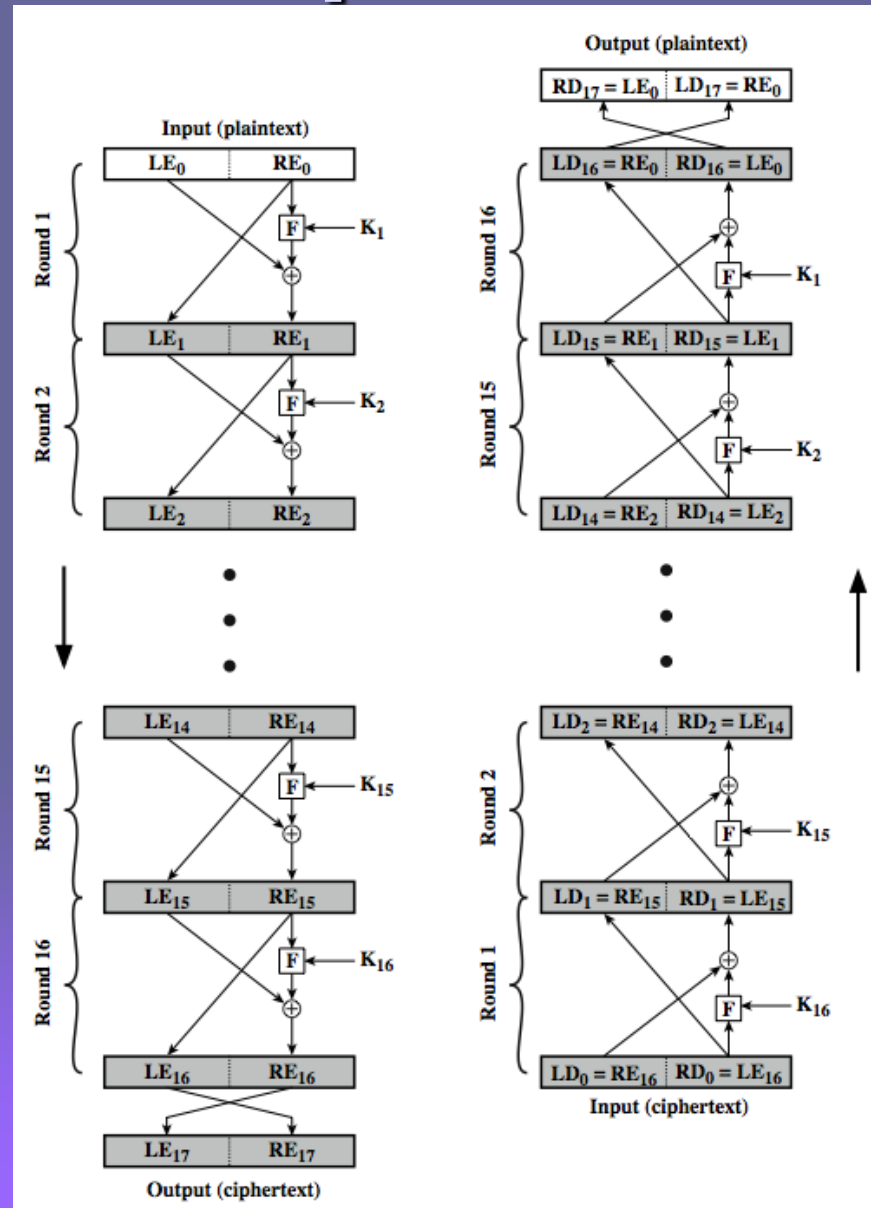 Input (plaintext)
LE₀ RE₀
Round 1
F
K₁
+
LE₁ RE₁
Round 2
F
K₂
+
LE₂ RE₂
LE₁₄ RE₁₄
Round 15
F
K₁₅
+
LE₁₅ RE₁₅
Round 16
F
K₁₆
+
LE₁₆ RE₁₆
LE₁₇ RE₁₇
Output (ciphertext)
Output (plaintext)
RD₁₇ = LE₀ LD₁₇ = RE₀
LD₁₆ = RE₀ RD₁₆ = LE₀
Round 16
+
F
K₁
LD₁₅ = RE₁ RD₁₅ = LE₁
Round 15
+
F
K₂
LD₁₄ = RE₂ RD₁₄ = LE₂
LD₂ = RE₁₄ RD₂ = LE₁₄
Round 2
+
F
K₁₅
LD₁ = RE₁₅ RD₁ = LE₁₅
Round 1
+
F
K₁₆
LD₀ = RE₁₆ RD₀ = LE₁₆
Input (ciphertext)